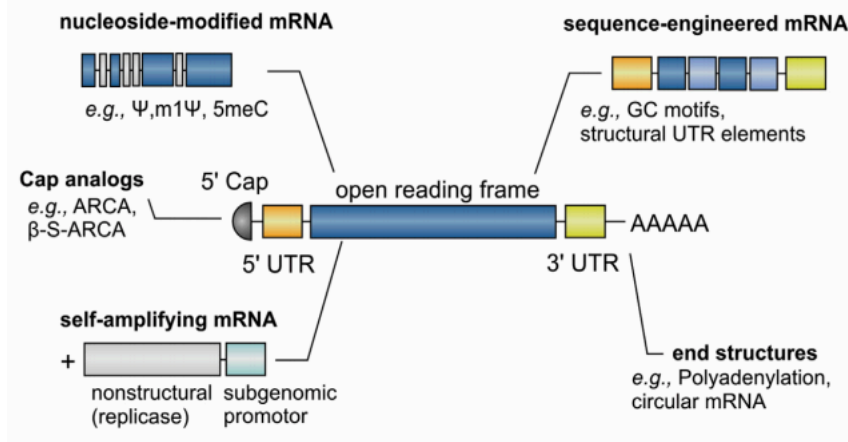 nucleoside-modified mRNA
e.g., Ψ,m1Ψ, 5meC
sequence-engineered mRNA
e.g., GC motifs,
structural UTR elements
Cap analogs
e.g., ARCA,
β-S-ARCA
5' Cap
open reading frame
AAAAA
5' UTR
3' UTR
self-amplifying mRNA
+
nonstructural
(replicase)
subgenomic
promotor
end structures
e.g., Polyadenylation,
circular mRNA